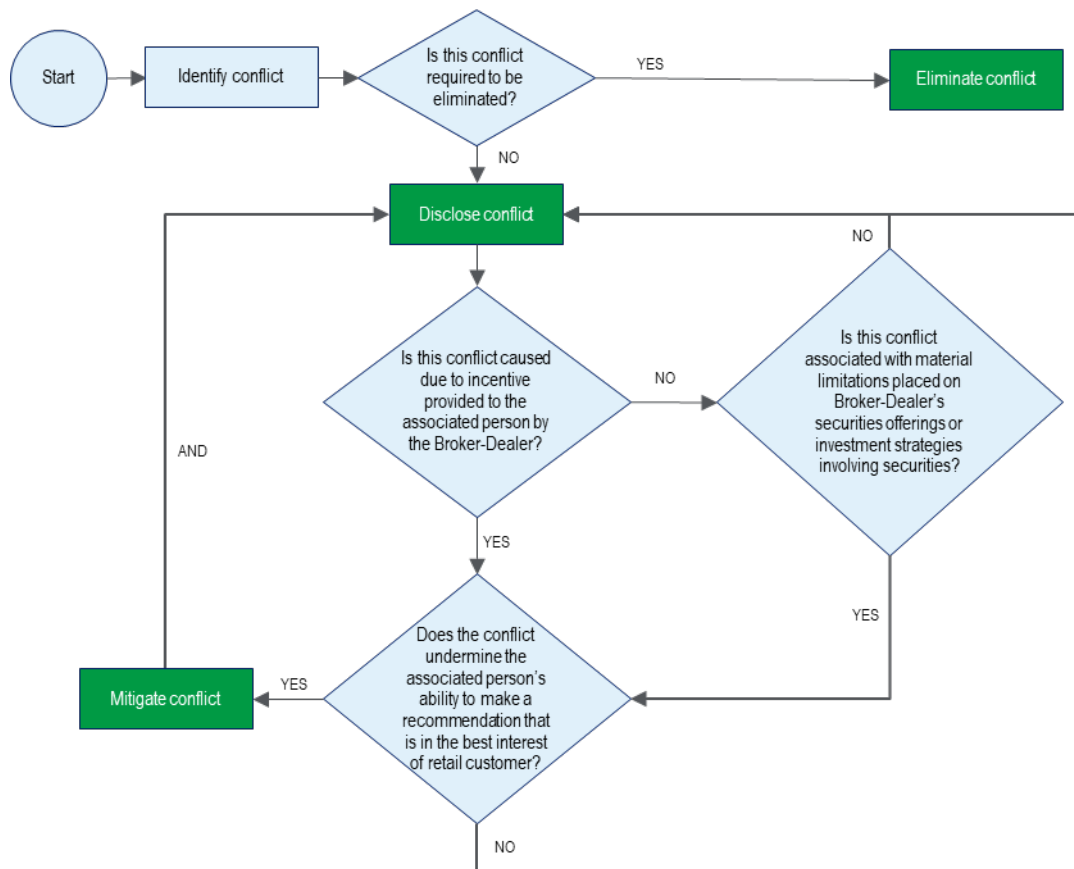 Start
Identify conflict
Is this conflict
required to be
eliminated?
YES
Eliminate conflict
NO
Disclose conflict
NO
Is this conflict caused
due to incentive
provided to the
associated person by
the Broker-Dealer?
NO
Is this conflict
associated with material
limitations placed on
Broker-Dealer's
securities offerings or
investment strategies
involving securities?
AND
YES
YES
Does the conflict
undermine the
associated person's
ability to make a
recommendation that
is in the best interest
of retail customer?
YES
Mitigate conflict
NO